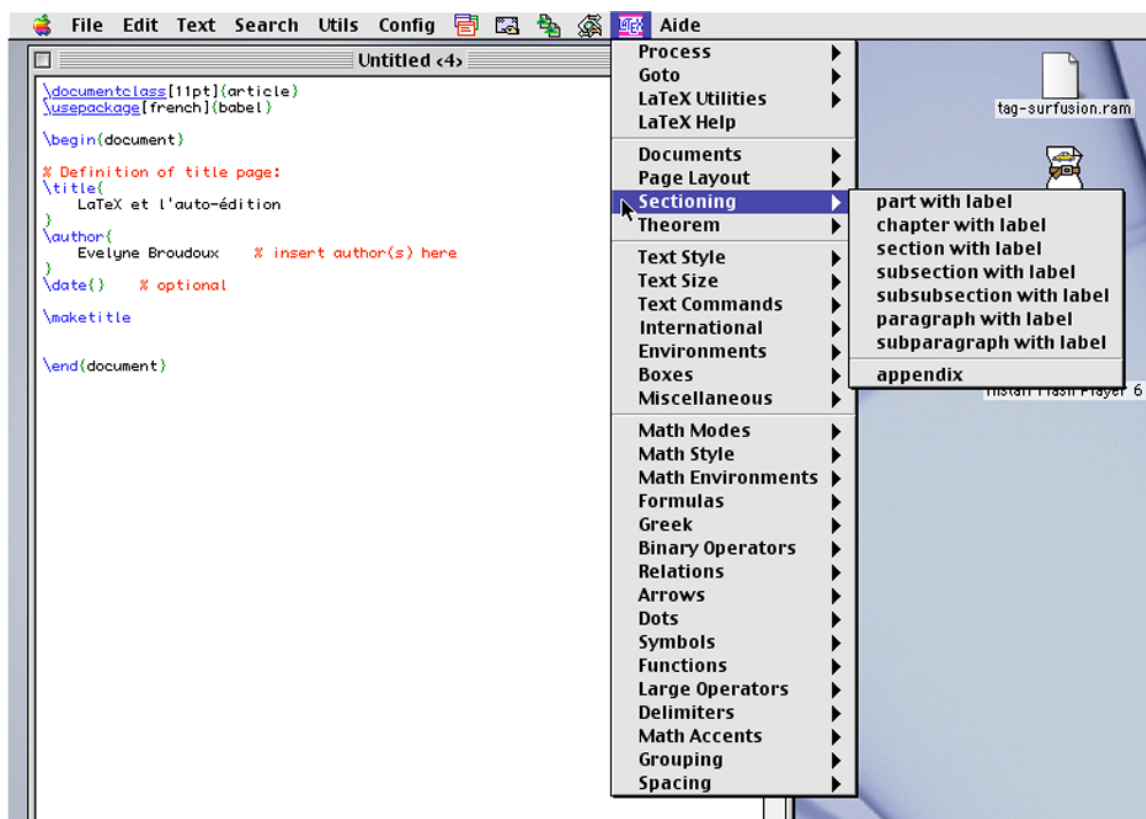 File Edit Text Search Utils Config Aide
Untitled <4>
\documentclass[11pt]{article}
\usepackage[french]{babel}
\begin{document}
% Definition of title page:
\title{
LaTeX et l'auto-édition
}
\author{
Evelyne Broudoux % insert author(s) here
}
\date{} % optional
\maketitle
\end{document}
Process
Goto
LaTeX Utilities
LaTeX Help
Documents
Page Layout
Sectioning
Theorem
Text Style
Text Size
Text Commands
International
Environments
Boxes
Miscellaneous
Math Modes
Math Style
Math Environments
Formulas
Greek
Binary Operators
Relations
Arrows
Dots
Symbols
Functions
Large Operators
Delimiters
Math Accents
Grouping
Spacing
part with label
chapter with label
section with label
subsection with label
subsubsection with label
paragraph with label
subparagraph with label
appendix
tag-surfusion.ram
Install Flash Player 6